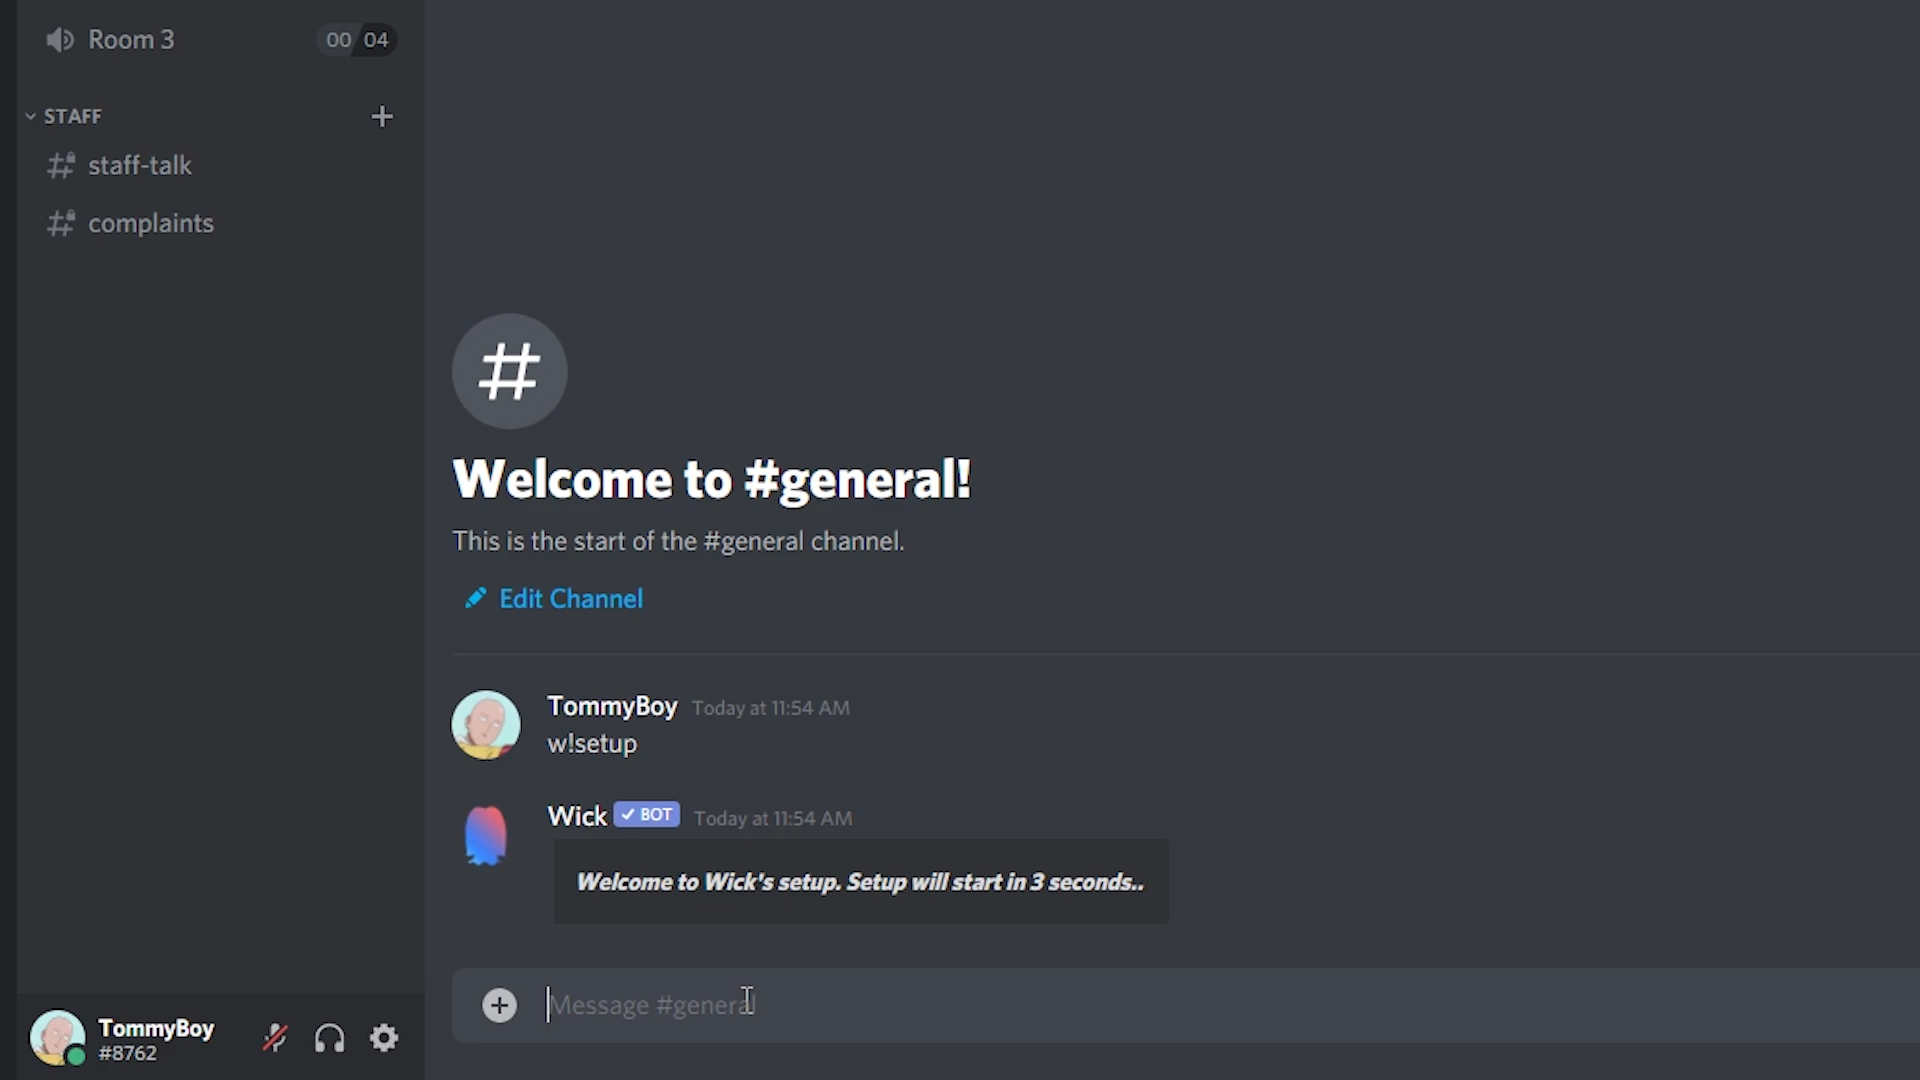 Room 3
00 04
STAFF
staff-talk
complaints
Welcome to #general!
This is the start of the #general channel.
Edit Channel
TommyBoy Today at 11:54 AM
w!setup
Wick BOT Today at 11:54 AM
Welcome to Wick's setup. Setup will start in 3 seconds..
Message #general
TommyBoy
#8762